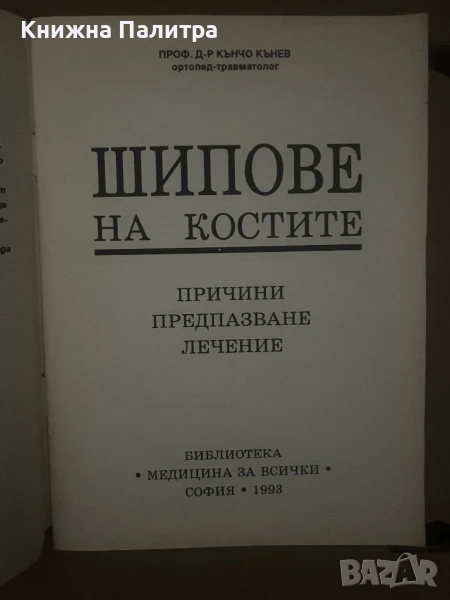 Книжна Палитра
ПРОФ. Д-Р КЪНЧО КЪНЕВ
ортопед-травматолог
ШИПОВЕ
НА КОСТИТЕ
ПРИЧИНИ
ПРЕДПАЗВАНЕ
ЛЕЧЕНИЕ
БИБЛИОТЕКА
• МЕДИЦИНА ЗА ВСИЧКИ •
СОФИЯ • 1993
BAZAR